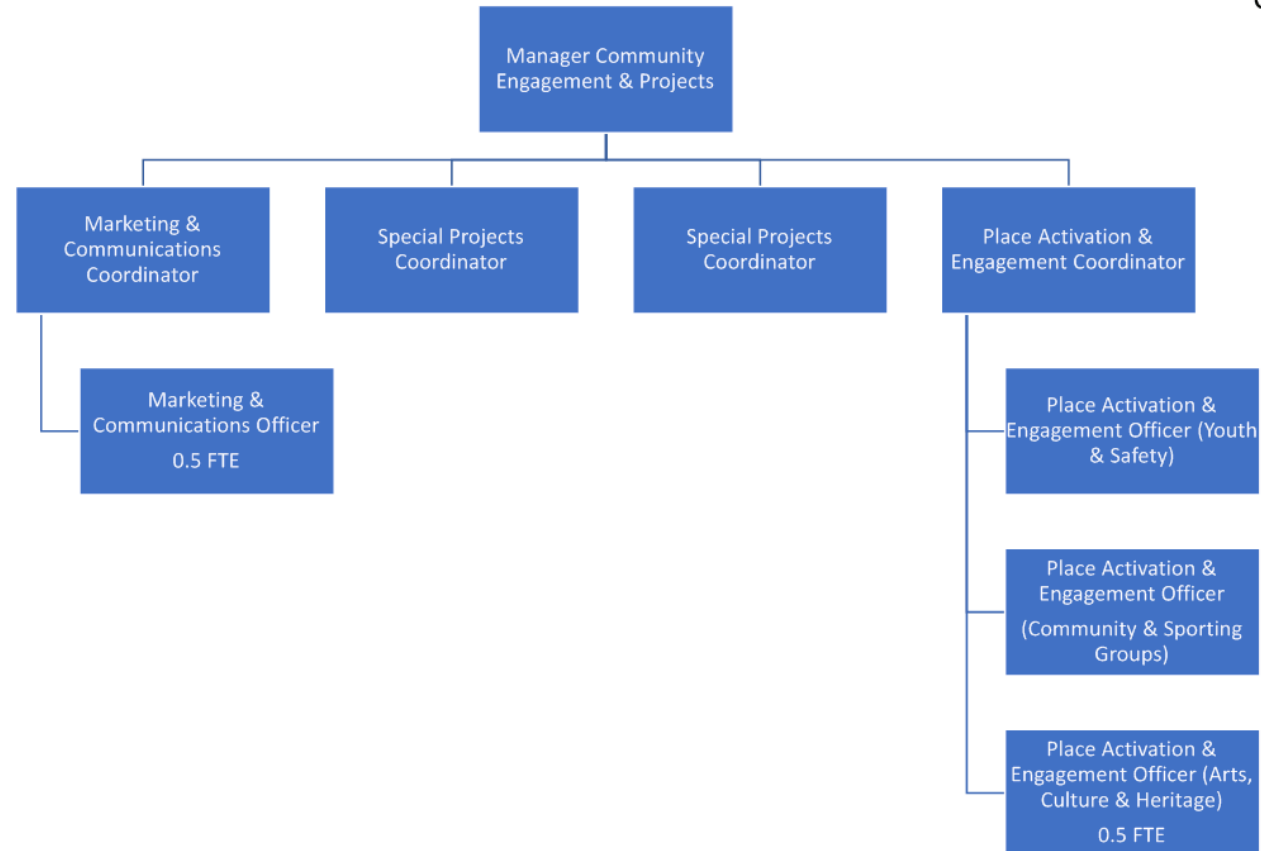 Manager Community
Engagement & Projects
Marketing &
Communications
Coordinator
Special Projects
Coordinator
Special Projects
Coordinator
Place Activation &
Engagement Coordinator
Marketing &
Communications Officer
0.5 FTE
Place Activation &
Engagement Officer (Youth
& Safety)
Place Activation &
Engagement Officer
(Community & Sporting
Groups)
Place Activation &
Engagement Officer (Arts,
Culture & Heritage)
0.5 FTE